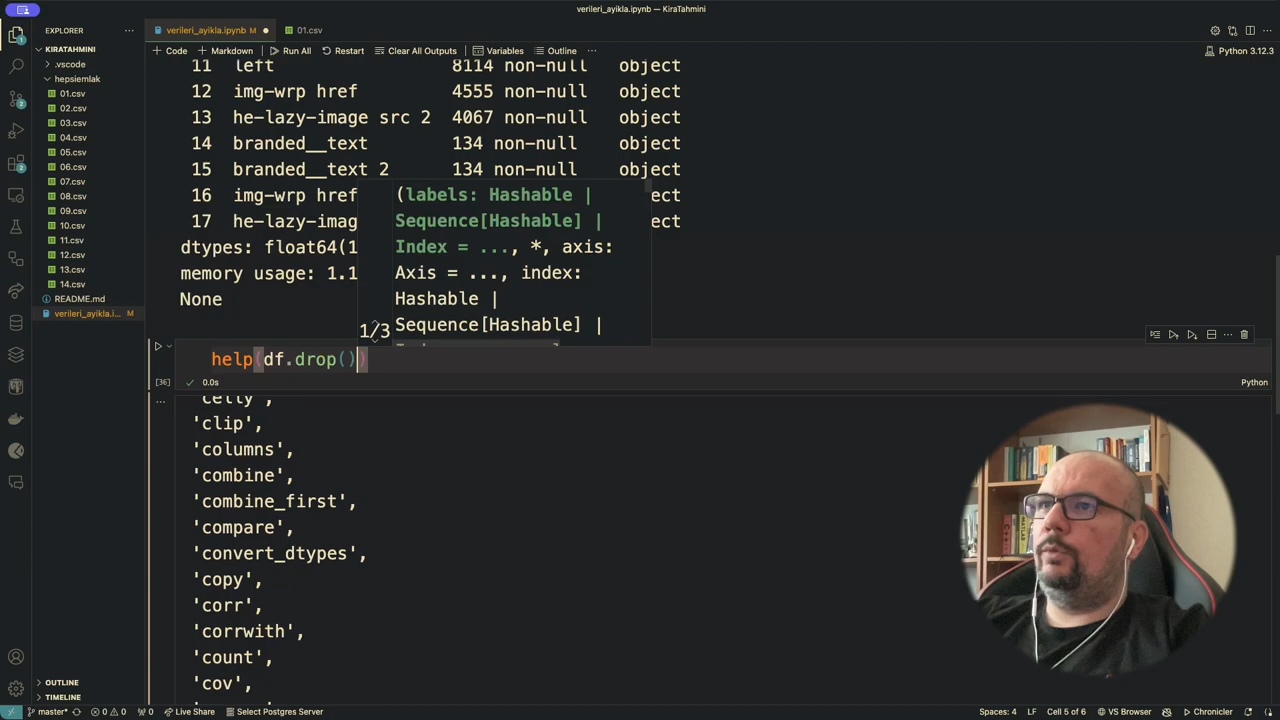 verileri_ayikla.ipynb — KiraTahmini
EXPLORER
verileri_ayikla.ipynb M
01.csv
KIRATAHMINI
Code
Markdown
Run All
Restart
Clear All Outputs
Variables
Outline
Python 3.12.3
.vscode
hepsiemlak
01.csv
02.csv
03.csv
04.csv
05.csv
06.csv
07.csv
08.csv
09.csv
10.csv
11.csv
12.csv
13.csv
14.csv
README.md
verileri_ayikla.i... M
11 left 8114 non-null object
12 img-wrp href 4555 non-null object
13 he-lazy-image src 2 4067 non-null object
14 branded__text 134 non-null object
15 branded__text 2 134 non-null object
16 img-wrp href
17 he-lazy-imag
dtypes: float64(1
memory usage: 1.1
None
(labels: Hashable |
Sequence[Hashable] |
Index = ..., *, axis:
Axis = ..., index:
Hashable |
1/3
Sequence[Hashable] |
help(df.drop())
[36]
0.0s
Python
'clip',
'columns',
'combine',
'combine_first',
'compare',
'convert_dtypes',
'copy',
'corr',
'corrwith',
'count',
'cov',
OUTLINE
TIMELINE
master*
0
0
0
Live Share
Select Postgres Server
Spaces: 4
LF
Cell 5 of 6
VS Browser
Chronicler